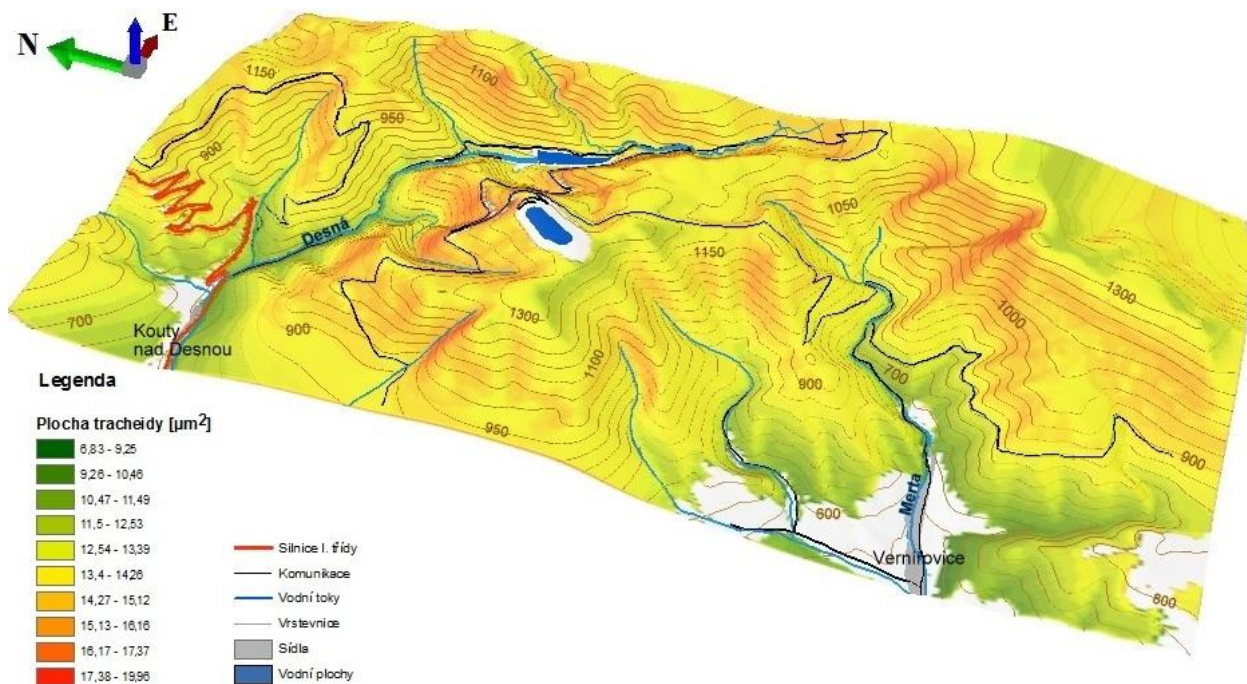 N
E
1150
1100
950
900
1050
Desná
1150
1300
700
Kouty
nad Desnou
900
1300
1000
1100
900
700
950
900
Merta
600
Vernířovice
600
Legenda
Plocha tracheidy [µm²]
6,83 - 9,25
9,26 - 10,46
10,47 - 11,49
11,5 - 12,53
12,54 - 13,39
13,4 - 14,26
14,27 - 15,12
15,13 - 16,16
16,17 - 17,37
17,38 - 19,96
Silnice I. třídy
Komunikace
Vodní toky
Vrstevnice
Sídla
Vodní plochy